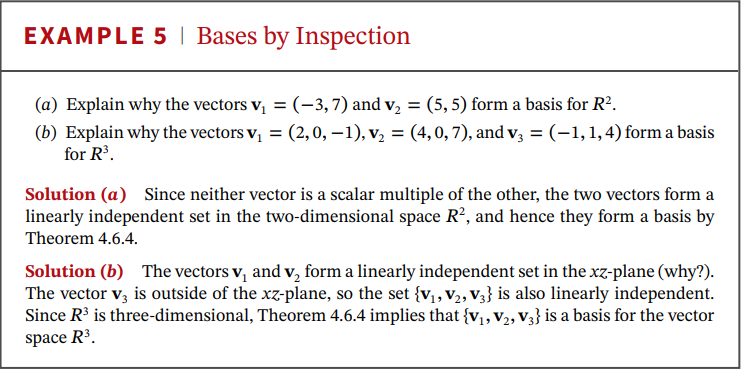 EXAMPLE 5 | Bases by Inspection
(a) Explain why the vectors v₁ = (−3, 7) and v₂ = (5, 5) form a basis for R².
(b) Explain why the vectors v₁ = (2, 0, −1), v₂ = (4, 0, 7), and v₃ = (−1, 1, 4) form a basis
for R³.
Solution (a) Since neither vector is a scalar multiple of the other, the two vectors form a
linearly independent set in the two-dimensional space R², and hence they form a basis by
Theorem 4.6.4.
Solution (b) The vectors v₁ and v₂ form a linearly independent set in the xz-plane (why?).
The vector v₃ is outside of the xz-plane, so the set {v₁, v₂, v₃} is also linearly independent.
Since R³ is three-dimensional, Theorem 4.6.4 implies that {v₁, v₂, v₃} is a basis for the vector
space R³.